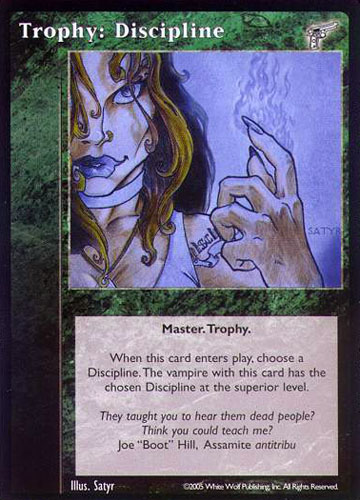 Trophy: Discipline
SATYR
Master. Trophy.
When this card enters play, choose a
Discipline. The vampire with this card has the
chosen Discipline at the superior level.
They taught you to hear them dead people?
Think you could teach me?
Joe "Boot" Hill, Assamite antitribu
Illus. Satyr
©2005 White Wolf Publishing, Inc. All Rights Reserved.